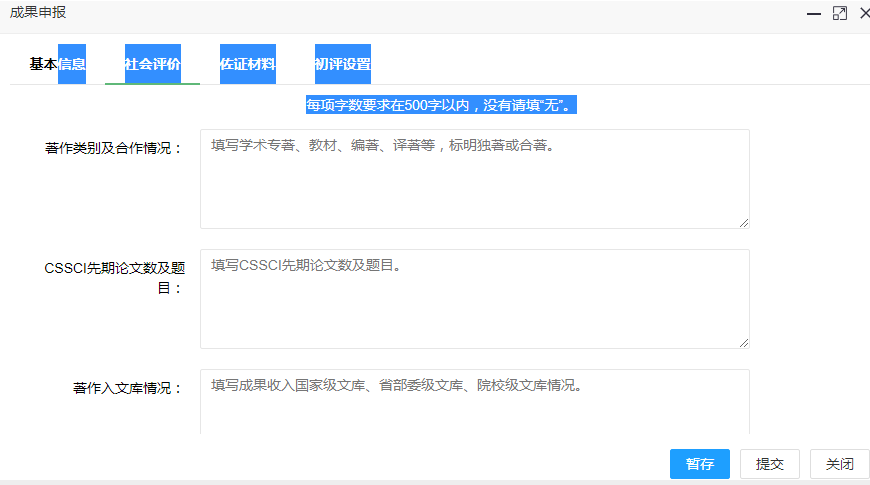 成果申报
基本信息 社会评价 佐证材料 初评设置
每项字数要求在500字以内，没有请填“无”。
著作类别及合作情况：
填写学术专著、教材、编著、译著等，标明独著或合著。
CSSCI先期论文数及题
目：
填写CSSCI先期论文数及题目。
著作入文库情况：
填写成果收入国家级文库、省部委级文库、院校级文库情况。
暂存 提交 关闭